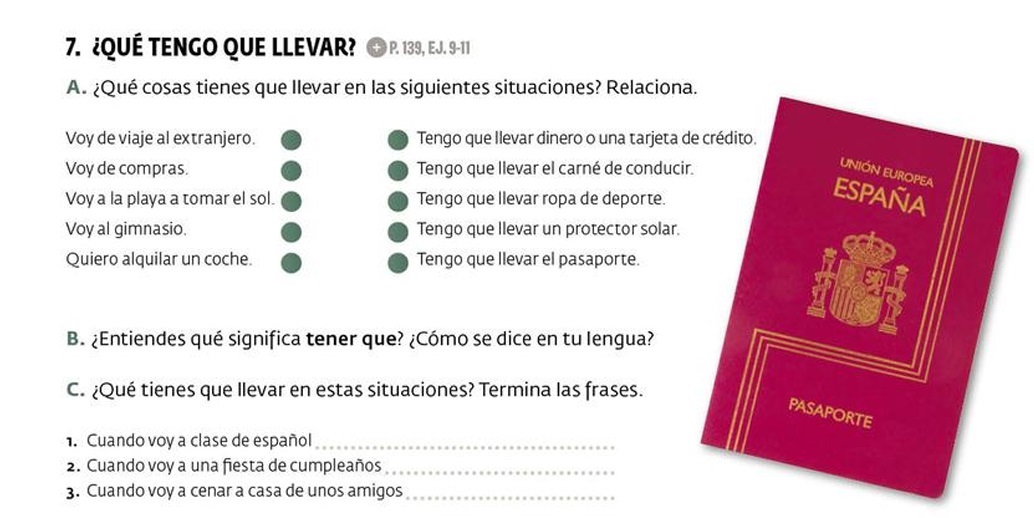 7. ¿QUÉ TENGO QUE LLEVAR? + P. 139, EJ. 9-11
A. ¿Qué cosas tienes que llevar en las siguientes situaciones? Relaciona.
Voy de viaje al extranjero. Tengo que llevar dinero o una tarjeta de crédito.
Voy de compras. Tengo que llevar el carné de conducir.
Voy a la playa a tomar el sol. Tengo que llevar ropa de deporte.
Voy al gimnasio. Tengo que llevar un protector solar.
Quiero alquilar un coche. Tengo que llevar el pasaporte.
UNIÓN EUROPEA
ESPAÑA
PASAPORTE
B. ¿Entiendes qué significa tener que? ¿Cómo se dice en tu lengua?
C. ¿Qué tienes que llevar en estas situaciones? Termina las frases.
1. Cuando voy a clase de español
2. Cuando voy a una fiesta de cumpleaños
3. Cuando voy a cenar a casa de unos amigos